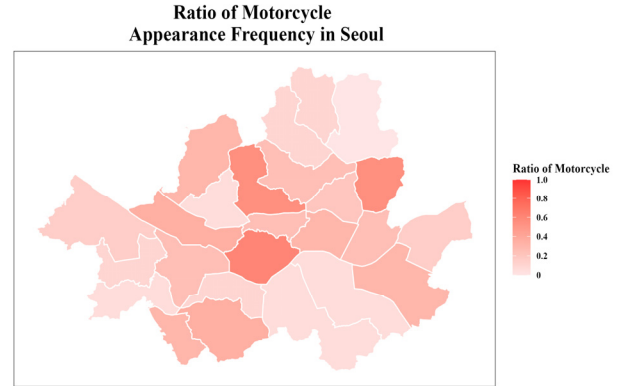 Ratio of Motorcycle
Appearance Frequency in Seoul
Ratio of Motorcycle
1.0
0.8
0.6
0.4
0.2
0